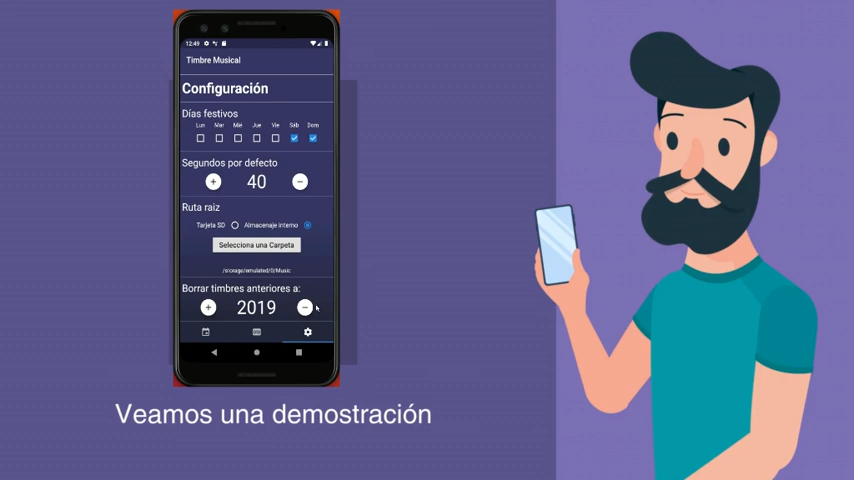 12:49
Timbre Musical
Configuración
Días festivos
Lun Mar Mié Jue Vie Sáb Dom
Segundos por defecto
+ 40 −
Ruta raiz
Tarjeta SD Almacenaje interno
Selecciona una Carpeta
/storage/emulated/0/Music
Borrar timbres anteriores a:
+ 2019 −
Veamos una demostración